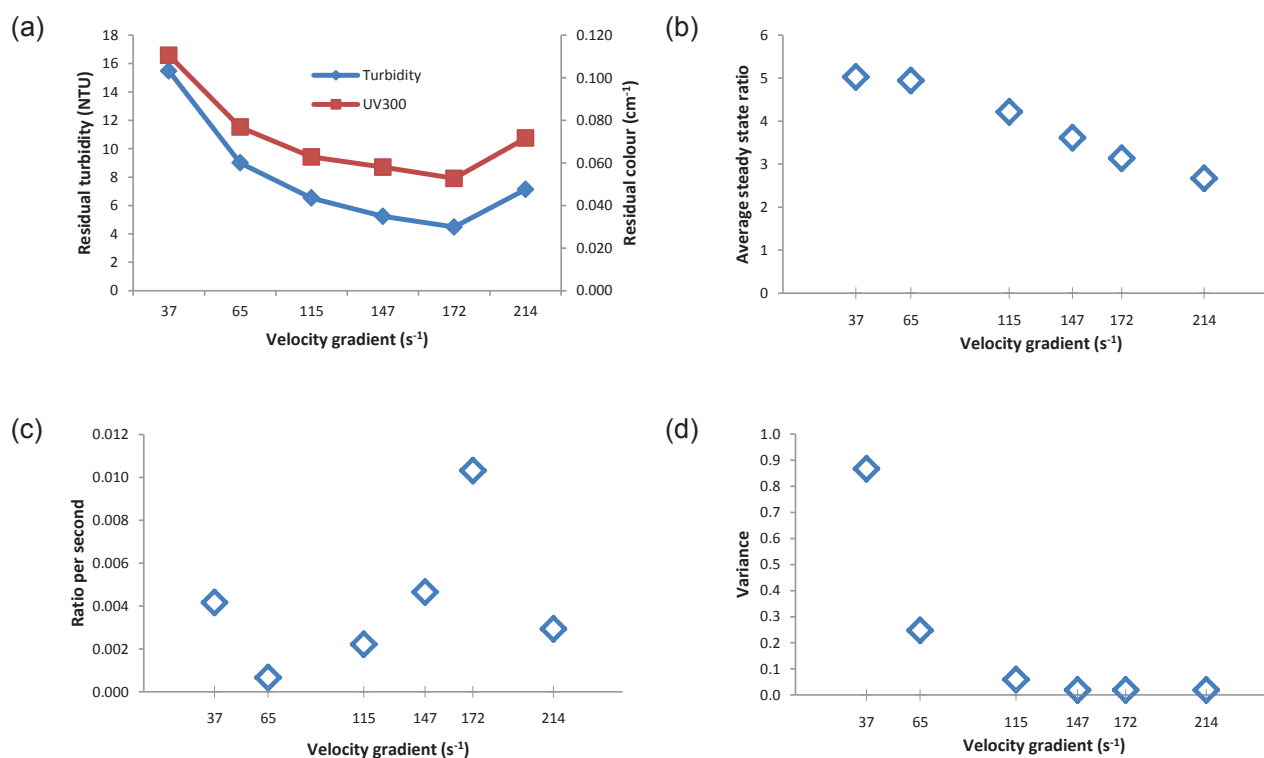 (a)
18
16
14
12
10
8
6
4
2
0
Residual turbidity (NTU)
Turbidity
UV300
0.120
0.100
0.080
0.060
0.040
0.020
0.000
Residual colour (cm⁻¹)
37 65 115 147 172 214
Velocity gradient (s⁻¹)
(b)
6
5
4
3
2
1
0
Average steady state ratio
37 65 115 147 172 214
Velocity gradient (s⁻¹)
(c)
0.012
0.010
0.008
0.006
0.004
0.002
0.000
Ratio per second
37 65 115 147 172 214
Velocity gradient (s⁻¹)
(d)
1.0
0.9
0.8
0.7
0.6
0.5
0.4
0.3
0.2
0.1
0.0
Variance
37 65 115 147 172 214
Velocity gradient (s⁻¹)